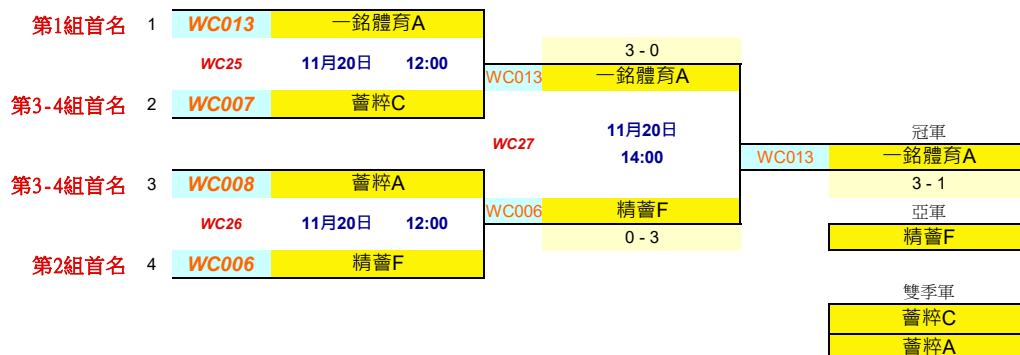 第1組首名 1 WC013 一銘體育A
3 - 0
WC25 11月20日 12:00
WC013 一銘體育A
第3-4組首名 2 WC007 薈粹C
11月20日
冠軍
WC27
14:00
WC013 一銘體育A
第3-4組首名 3 WC008 薈粹A
3 - 1
WC006 精薈F
亞軍
WC26 11月20日 12:00
0 - 3
精薈F
第2組首名 4 WC006 精薈F
雙季軍
薈粹C
薈粹A